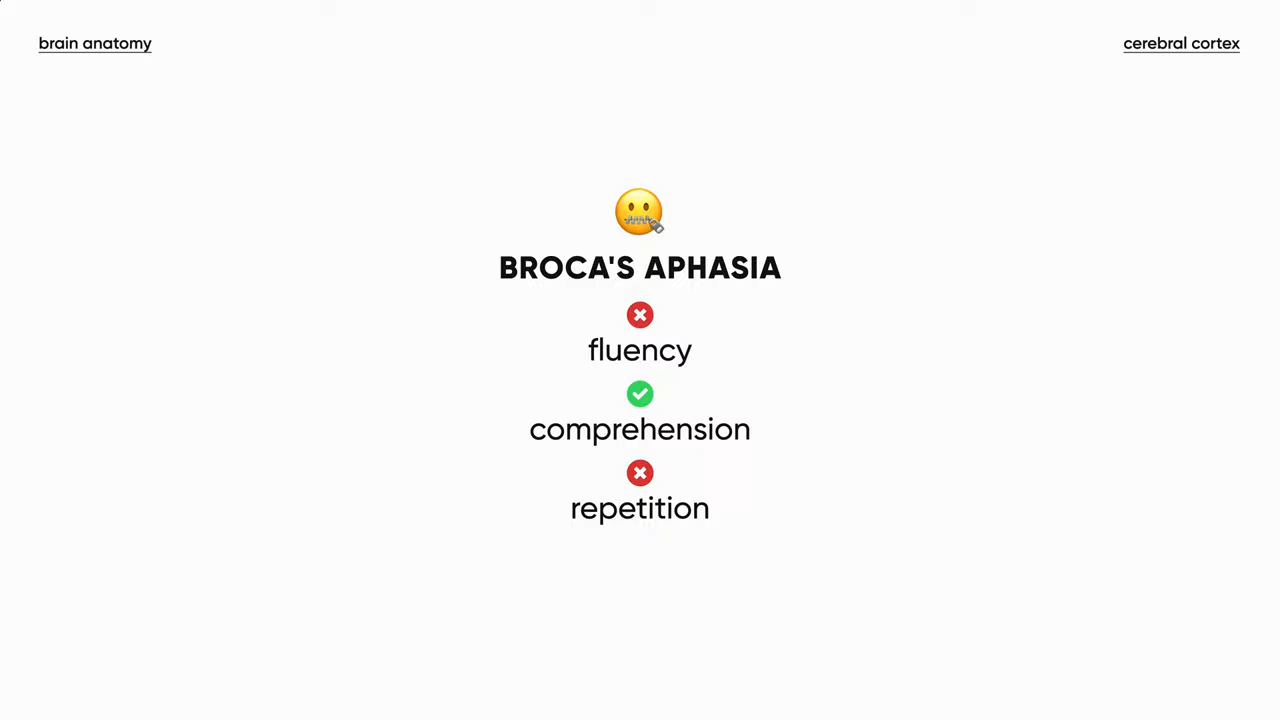 brain anatomy
cerebral cortex
BROCA'S APHASIA
fluency
comprehension
repetition